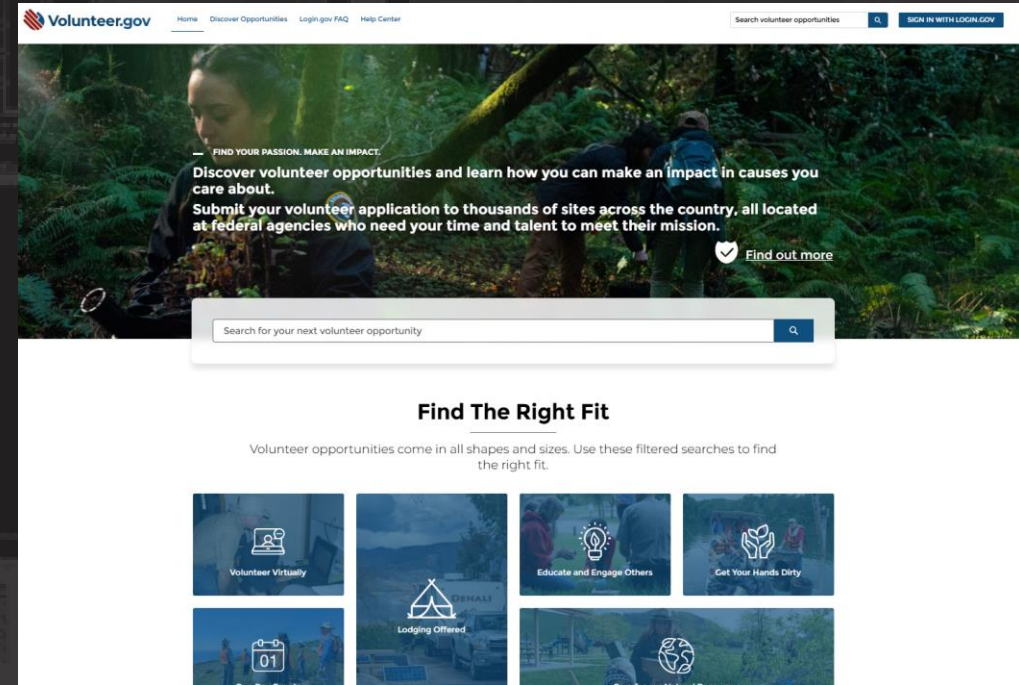 Volunteer.gov
Home Discover Opportunities Login.gov FAQ Help Center
Search volunteer opportunities
SIGN IN WITH LOGIN.GOV
FIND YOUR PASSION. MAKE AN IMPACT.
Discover volunteer opportunities and learn how you can make an impact in causes you
care about.
Submit your volunteer application to thousands of sites across the country, all located
at federal agencies who need your time and talent to meet their mission.
Find out more
Search for your next volunteer opportunity
Find The Right Fit
Volunteer opportunities come in all shapes and sizes. Use these filtered searches to find
the right fit.
Volunteer Virtually
DENALI
Lodging Offered
Educate and Engage Others
Get Your Hands Dirty
01